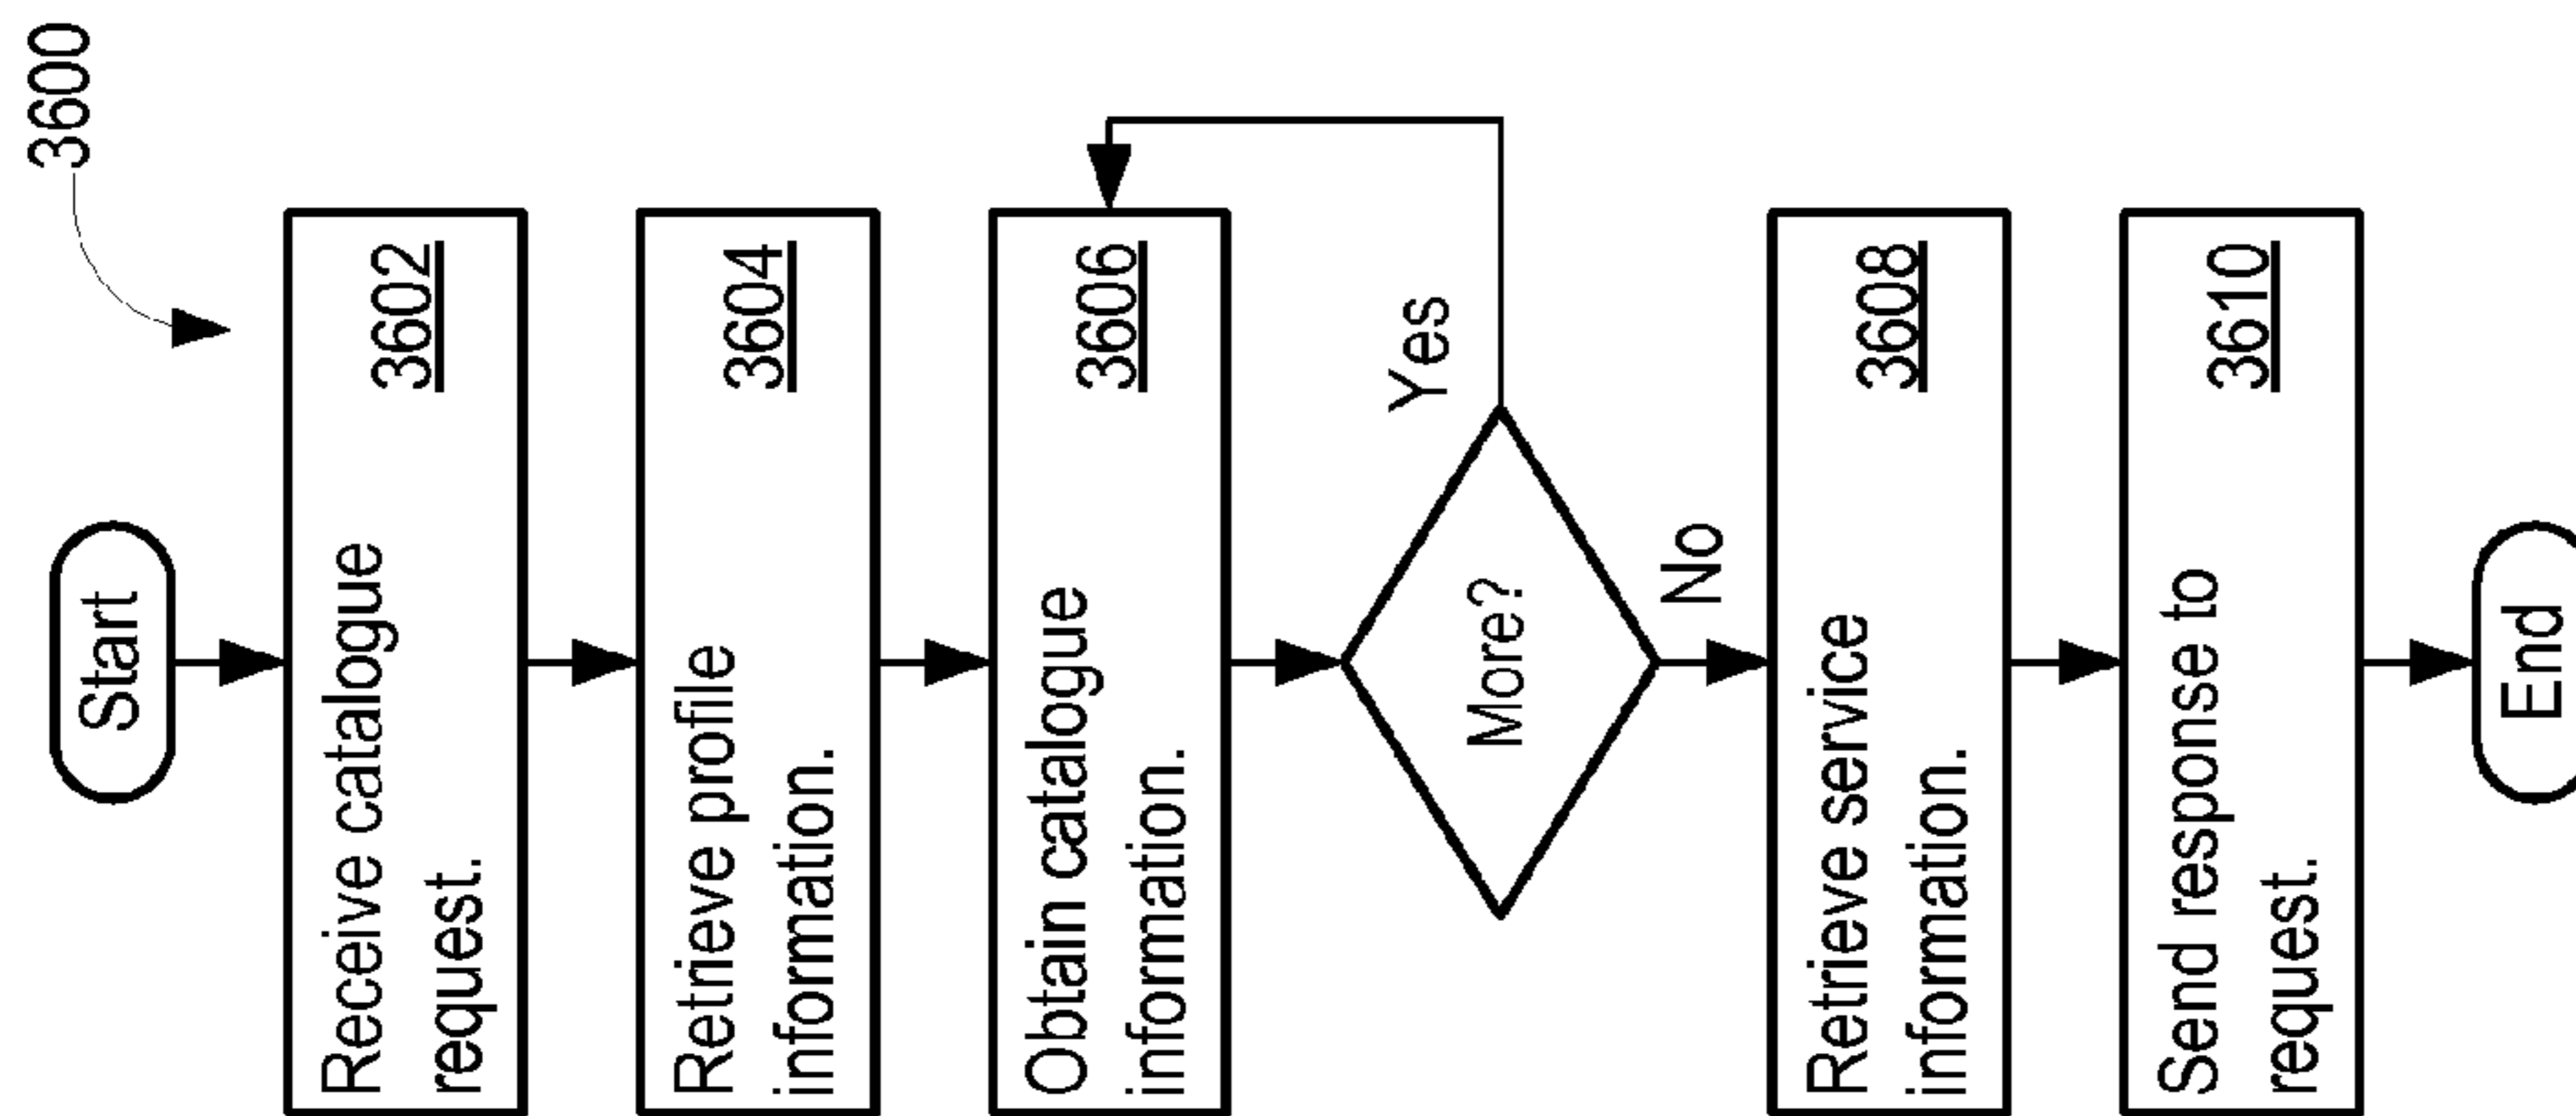 3600
Start
Receive catalogue
request.
3602
Retrieve profile
information.
3604
Obtain catalogue
information.
3606
More?
Yes
No
Retrieve service
information.
3608
Send response to
request.
3610
End